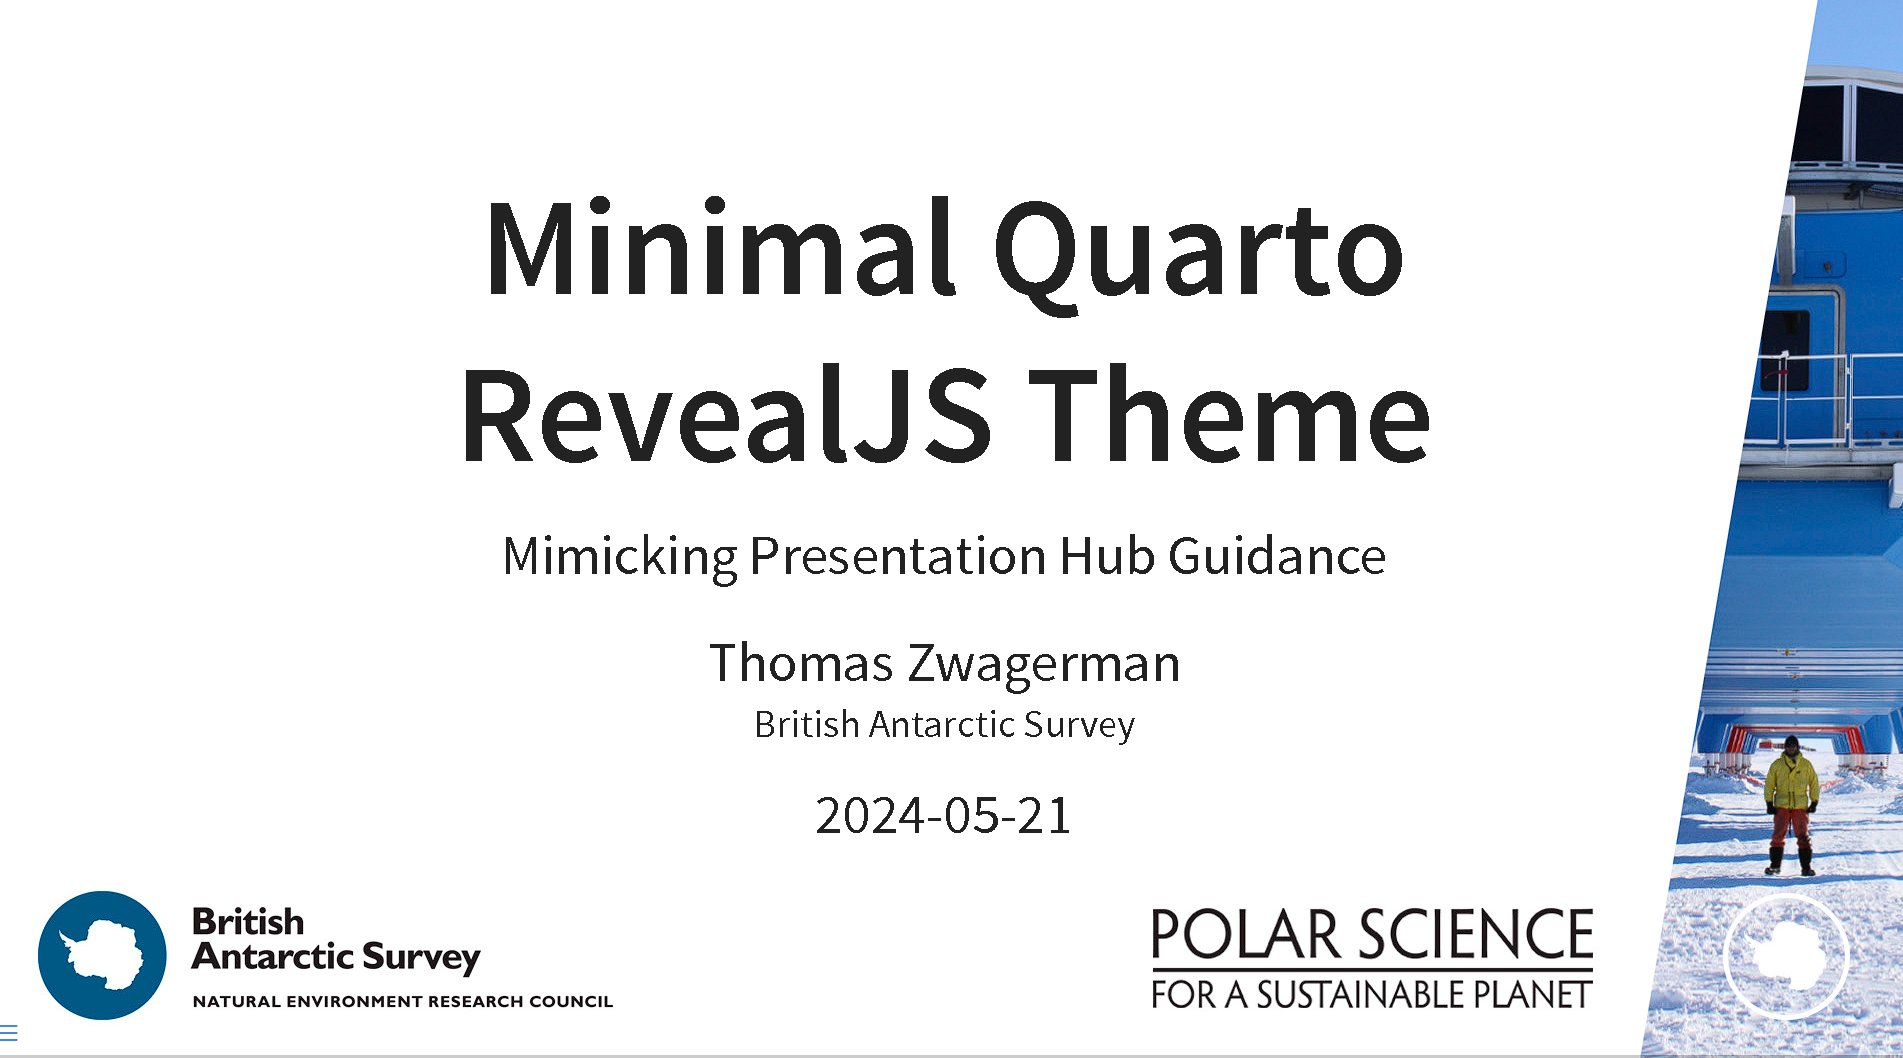 Minimal Quarto
RevealJS Theme
Mimicking Presentation Hub Guidance
Thomas Zwagerman
British Antarctic Survey
2024-05-21
British
Antarctic Survey
NATURAL ENVIRONMENT RESEARCH COUNCIL
POLAR SCIENCE
FOR A SUSTAINABLE PLANET